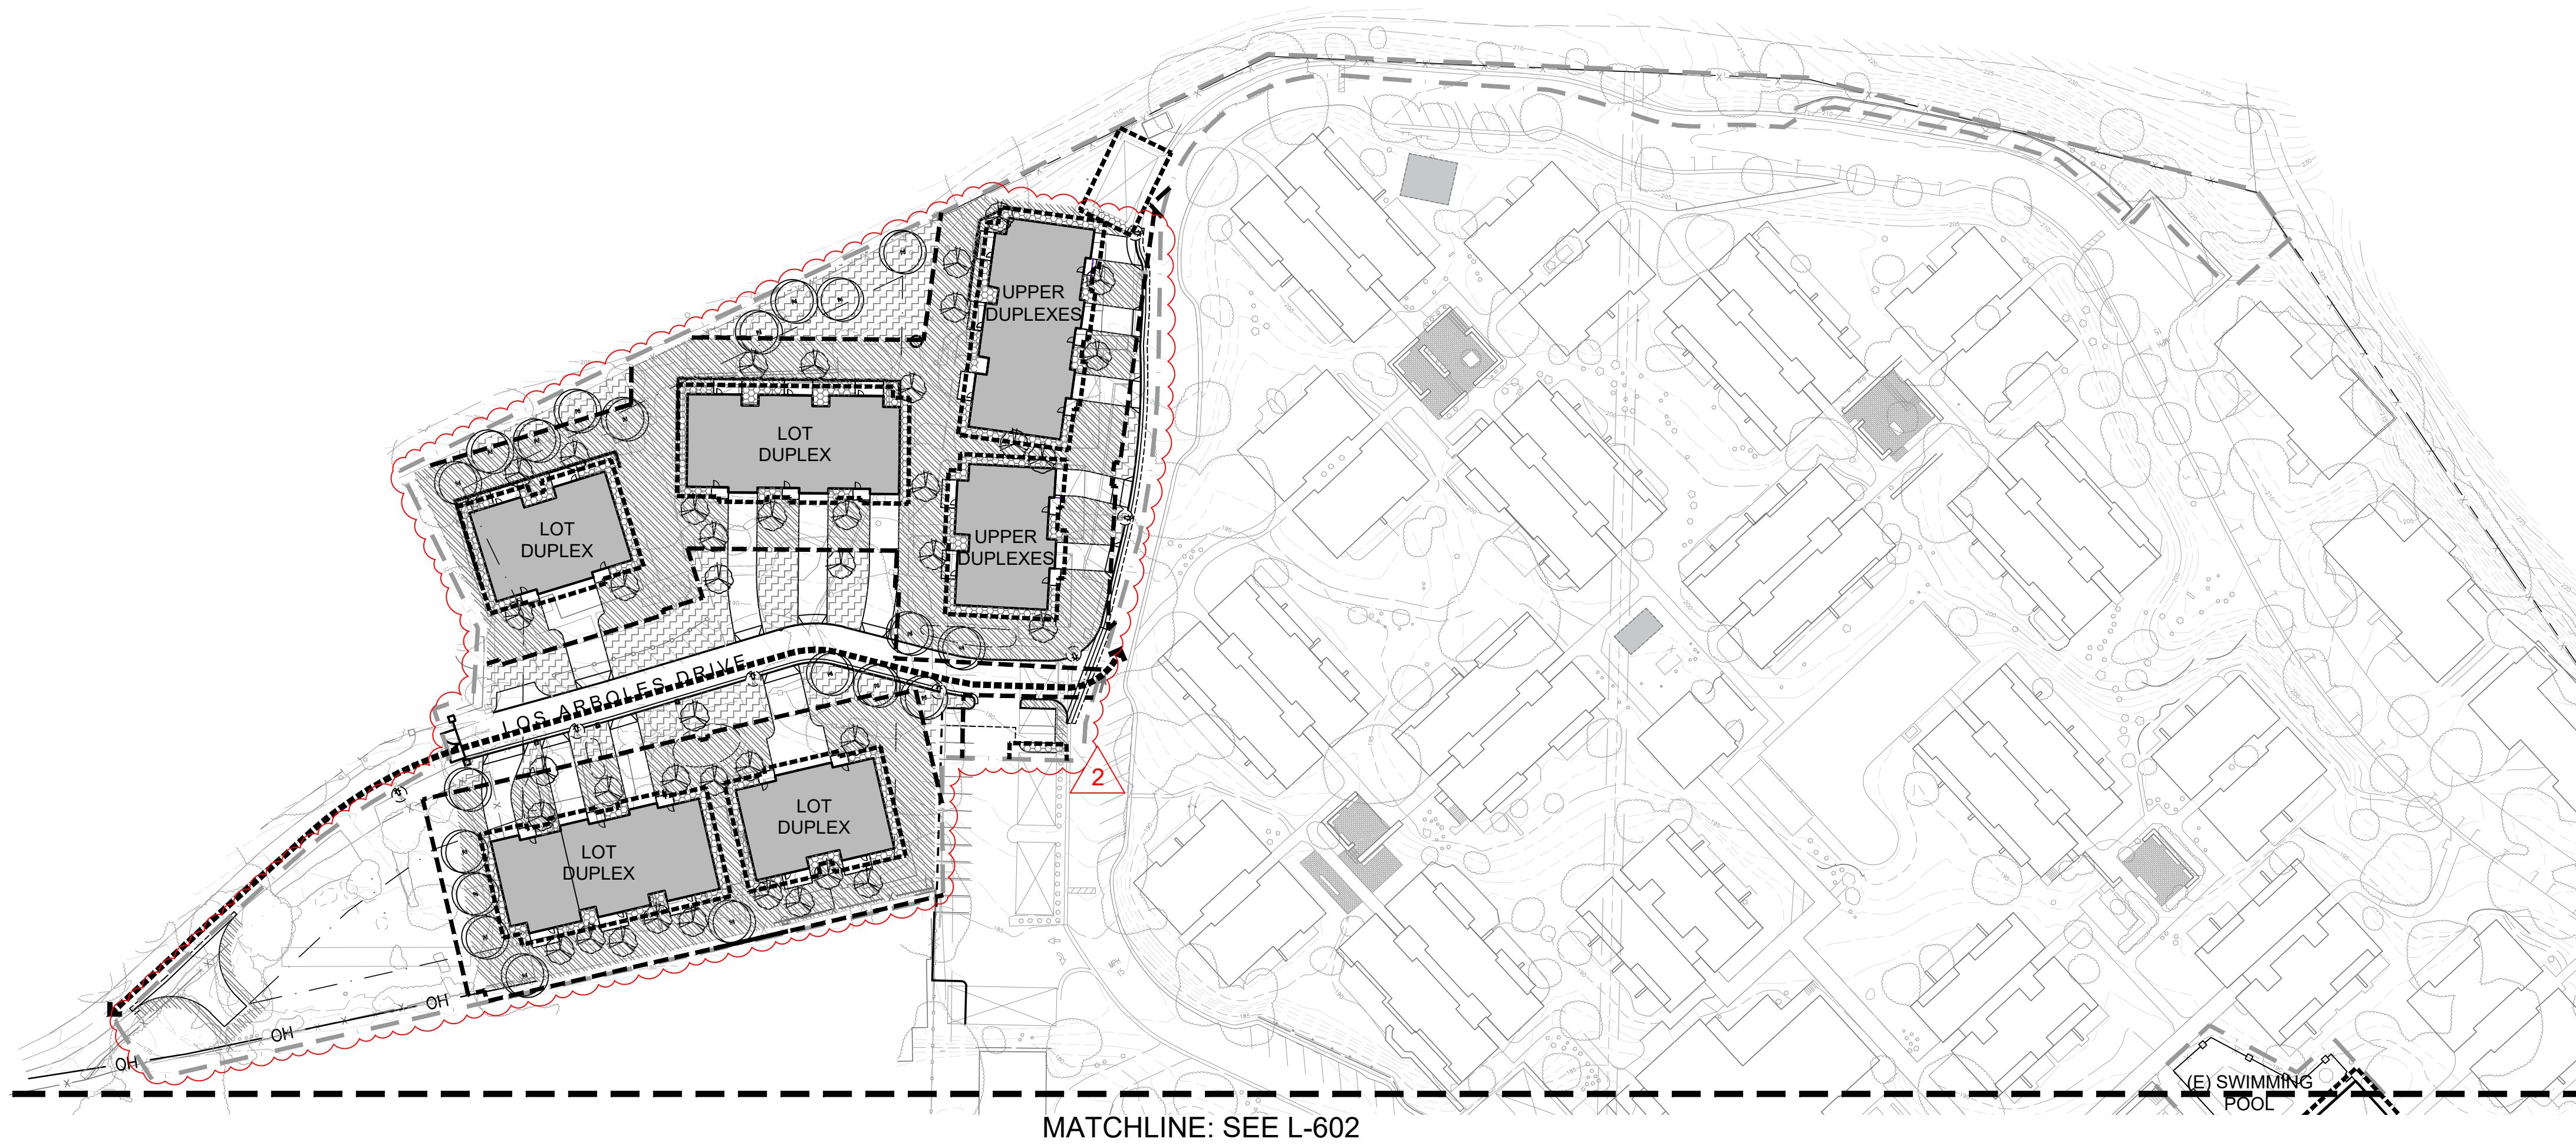 UPPER
DUPLEXES
LOT
DUPLEX
LOT
DUPLEX
UPPER
DUPLEXES
LOS ARBOLES DRIVE
2
LOT
DUPLEX
LOT
DUPLEX
OH
OH
OH
(E) SWIMMING
POOL
MATCHLINE: SEE L-602